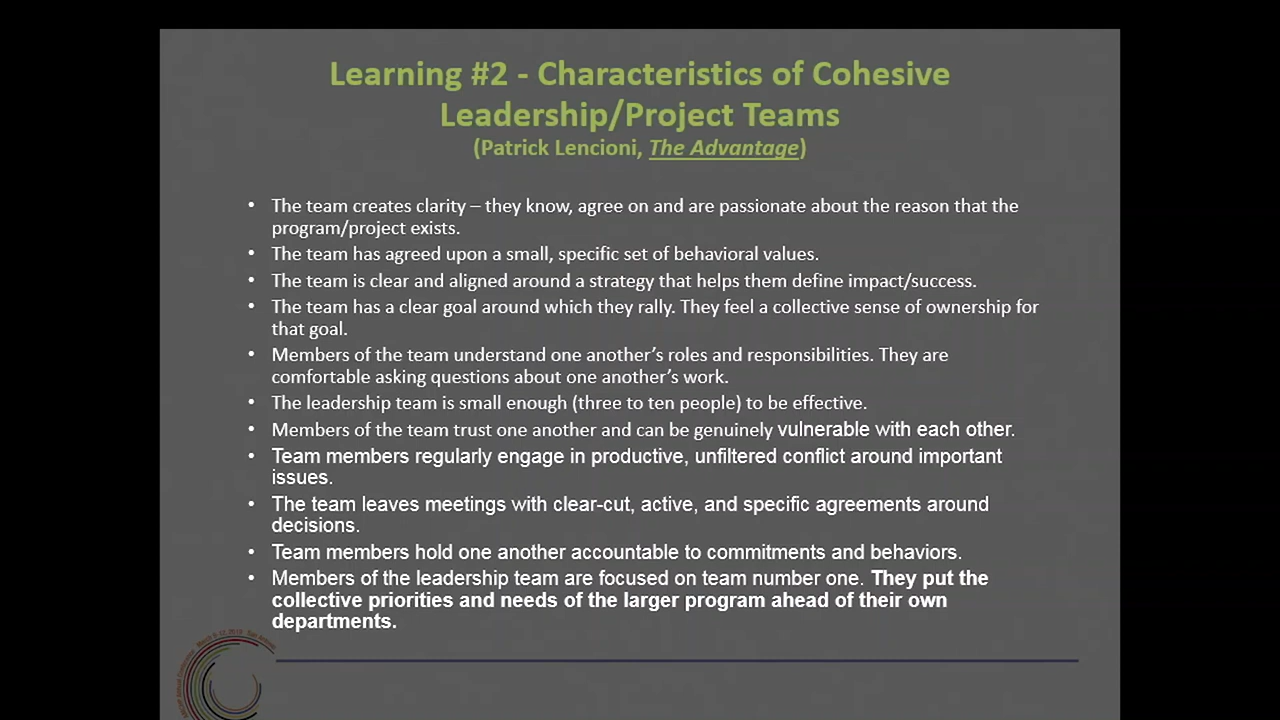 Learning #2 - Characteristics of Cohesive
Leadership/Project Teams
(Patrick Lencioni, The Advantage)
• The team creates clarity – they know, agree on and are passionate about the reason that the
program/project exists.
• The team has agreed upon a small, specific set of behavioral values.
• The team is clear and aligned around a strategy that helps them define impact/success.
• The team has a clear goal around which they rally. They feel a collective sense of ownership for
that goal.
• Members of the team understand one another’s roles and responsibilities. They are
comfortable asking questions about one another’s work.
• The leadership team is small enough (three to ten people) to be effective.
• Members of the team trust one another and can be genuinely vulnerable with each other.
• Team members regularly engage in productive, unfiltered conflict around important
issues.
• The team leaves meetings with clear-cut, active, and specific agreements around
decisions.
• Team members hold one another accountable to commitments and behaviors.
• Members of the leadership team are focused on team number one. They put the
collective priorities and needs of the larger program ahead of their own
departments.